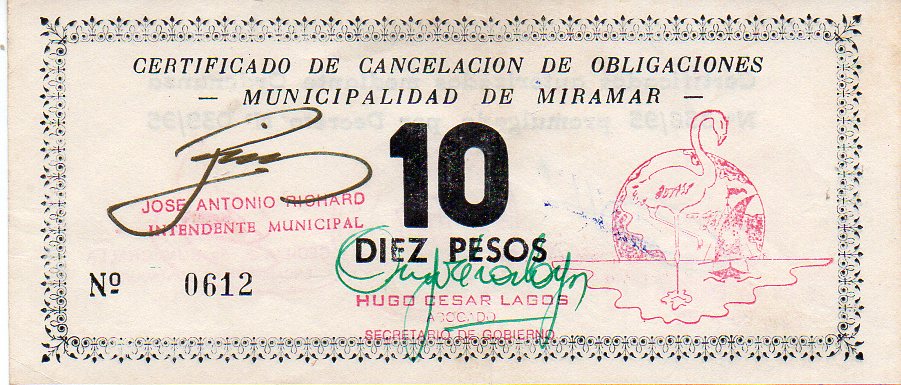 CERTIFICADO DE CANCELACION DE OBLIGACIONES
— MUNICIPALIDAD DE MIRAMAR —
10
JOSE ANTONIO RICHARD
INTENDENTE MUNICIPAL
DIEZ PESOS
Nº 0612
HUGO CESAR LAGOS
ABOGADO
SECRETARIO DE GOBIERNO